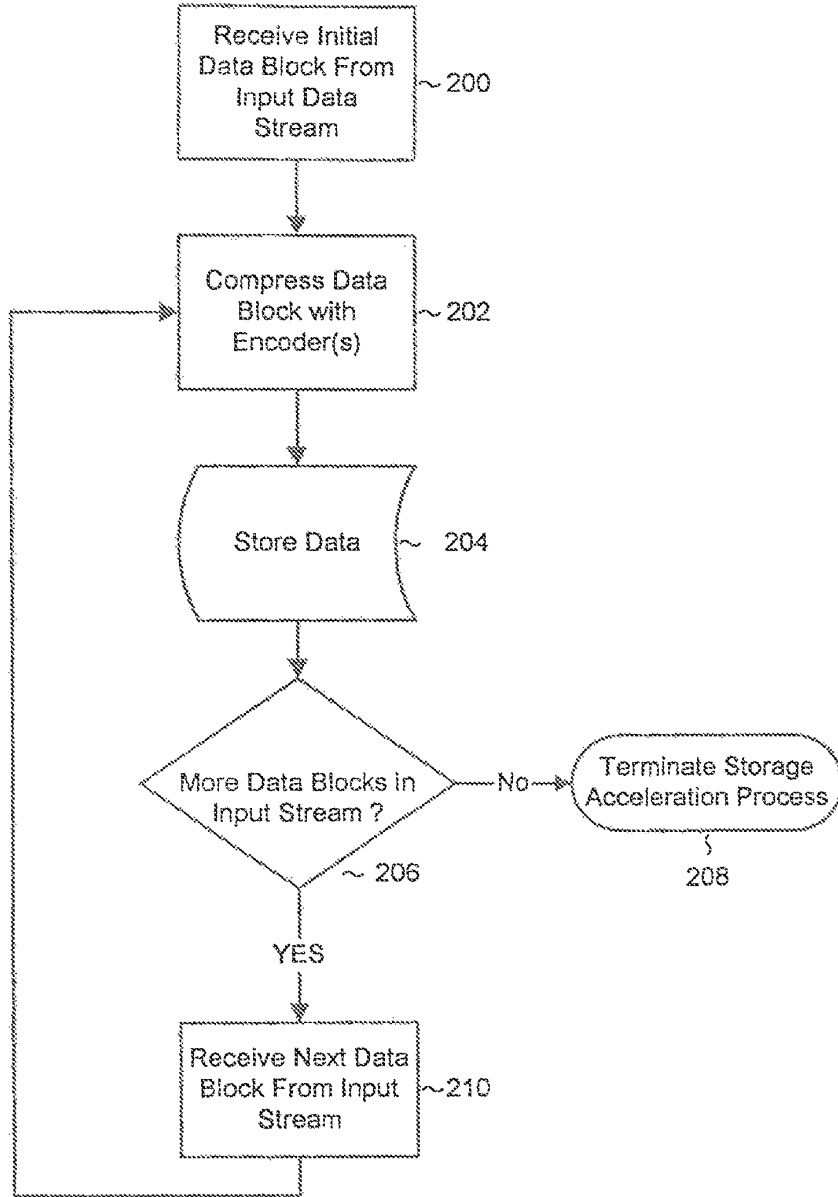 Receive Initial
Data Block From
Input Data
Stream
200
Compress Data
Block with
Encoder(s)
202
Store Data
204
More Data Blocks in
Input Stream ?
206
No
Terminate Storage
Acceleration Process
208
YES
Receive Next Data
Block From Input
Stream
210